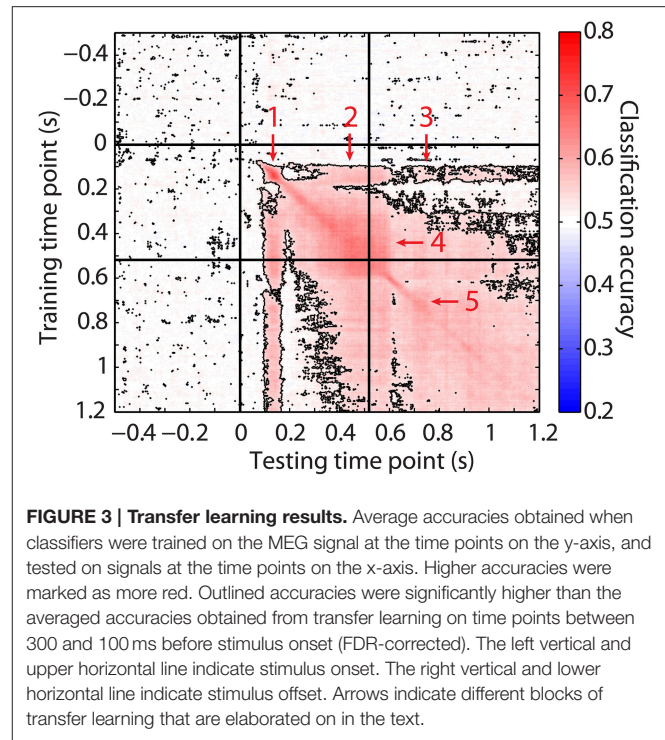 1 2 3
4
5
−0.4 −0.2 0 0.2 0.4 0.6 0.8 1 1.2
Testing time point (s)
−0.4
−0.2
0
0.2
0.4
0.6
0.8
1
1.2
Training time point (s)
0.8
0.7
0.6
0.5
0.4
0.3
0.2
Classification accuracy
FIGURE 3 | Transfer learning results. Average accuracies obtained when
classifiers were trained on the MEG signal at the time points on the y-axis, and
tested on signals at the time points on the x-axis. Higher accuracies were
marked as more red. Outlined accuracies were significantly higher than the
averaged accuracies obtained from transfer learning on time points between
300 and 100 ms before stimulus onset (FDR-corrected). The left vertical and
upper horizontal line indicate stimulus onset. The right vertical and lower
horizontal line indicate stimulus offset. Arrows indicate different blocks of
transfer learning that are elaborated on in the text.